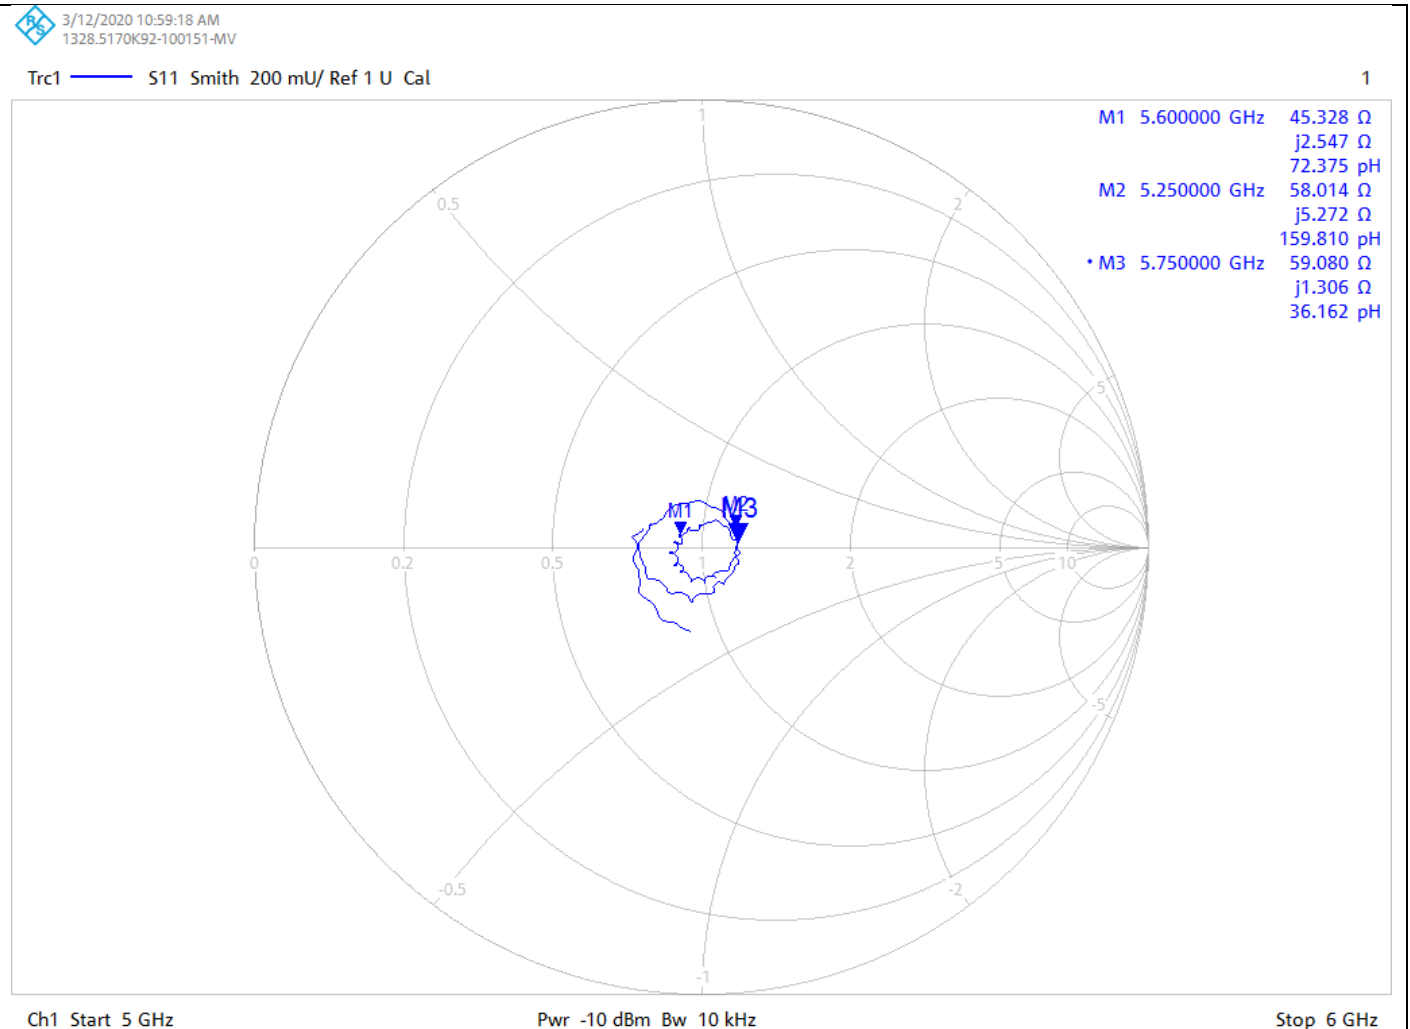 R&S
3/12/2020 10:59:18 AM
1328.5170K92-100151-MV
Trc1 S11 Smith 200 mU/ Ref 1 U Cal 1
M1 5.600000 GHz 45.328 Ω
j2.547 Ω
72.375 pH
M2 5.250000 GHz 58.014 Ω
j5.272 Ω
159.810 pH
• M3 5.750000 GHz 59.080 Ω
j1.306 Ω
36.162 pH
1
0.5 2
5
M1 M2 M3
0 0.2 0.5 1 2 5 10
-5
-0.5 -2
-1
Ch1 Start 5 GHz Pwr -10 dBm Bw 10 kHz Stop 6 GHz